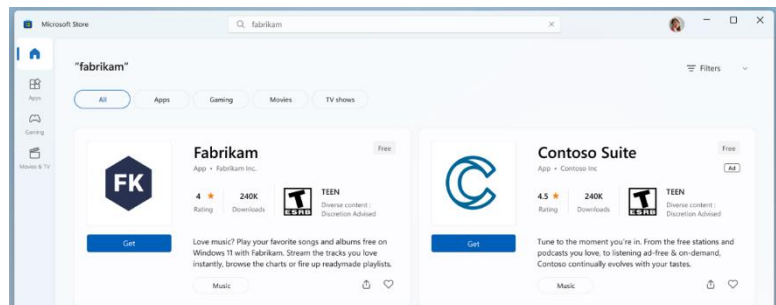 Microsoft Store
fabrikam
"fabrikam"
Filters
All Apps Gaming Movies TV shows
Apps
Gaming
Movies & TV
FK
Fabrikam
Free
App • Fabrikam Inc.
4 ★ 240K
Rating Downloads
T
ESRB
TEEN
Diverse content :
Discretion Advised
Get
Love music? Play your favorite songs and albums free on
Windows 11 with Fabrikam. Stream the tracks you love
instantly, browse the charts or fire up readymade playlists.
Music
Contoso Suite
Free
App • Contoso Inc
Ad
4.5 ★ 240K
Rating Downloads
T
ESRB
TEEN
Diverse content :
Discretion Advised
Get
Tune to the moment you're in. From the free stations and
podcasts you love, to listening ad-free & on-demand,
Contoso continually evolves with your tastes.
Music